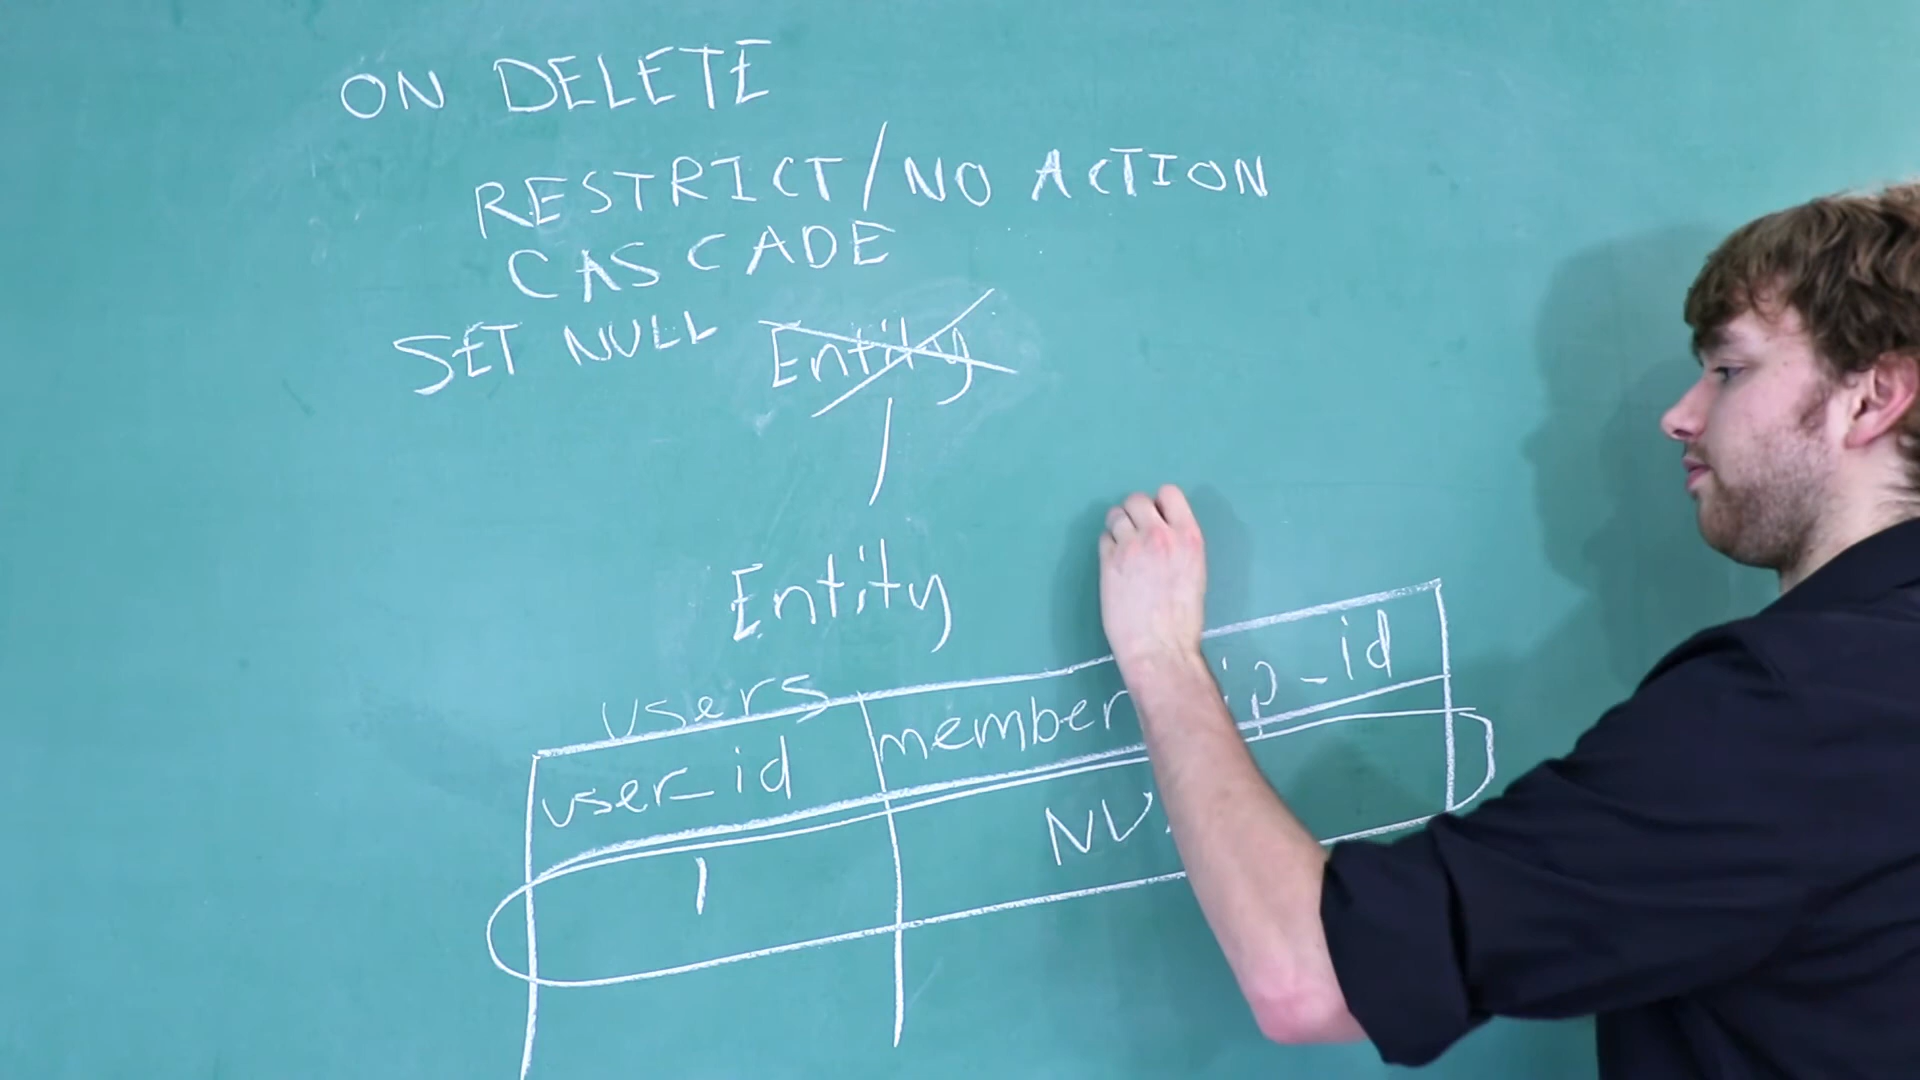 ON DELETE
RESTRICT/NO ACTION
CASCADE
SET NULL Entity
Entity
users
user_id
1